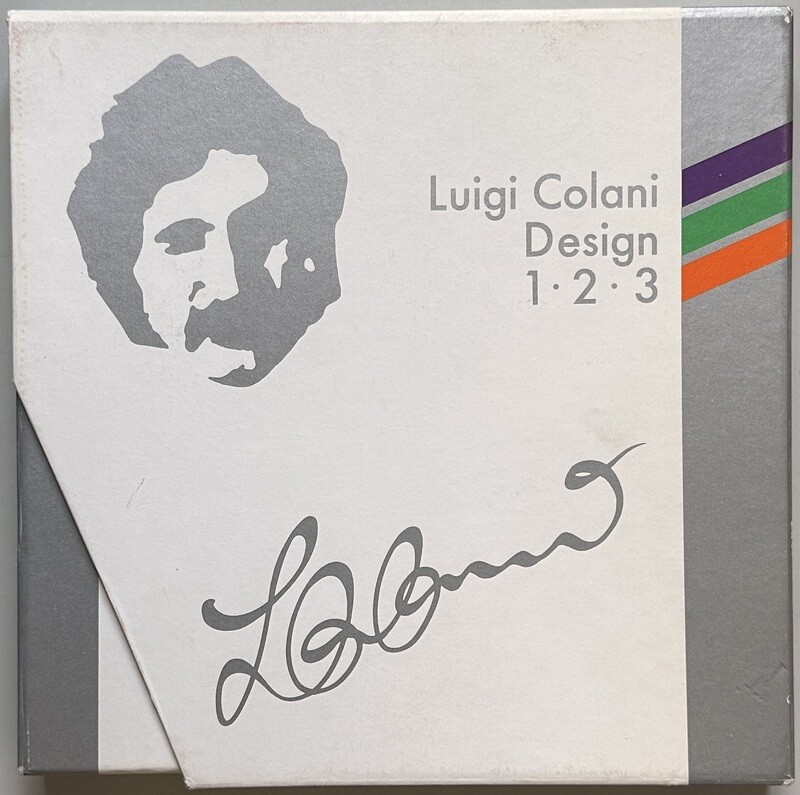 Luigi Colani
Design
1 · 2 · 3